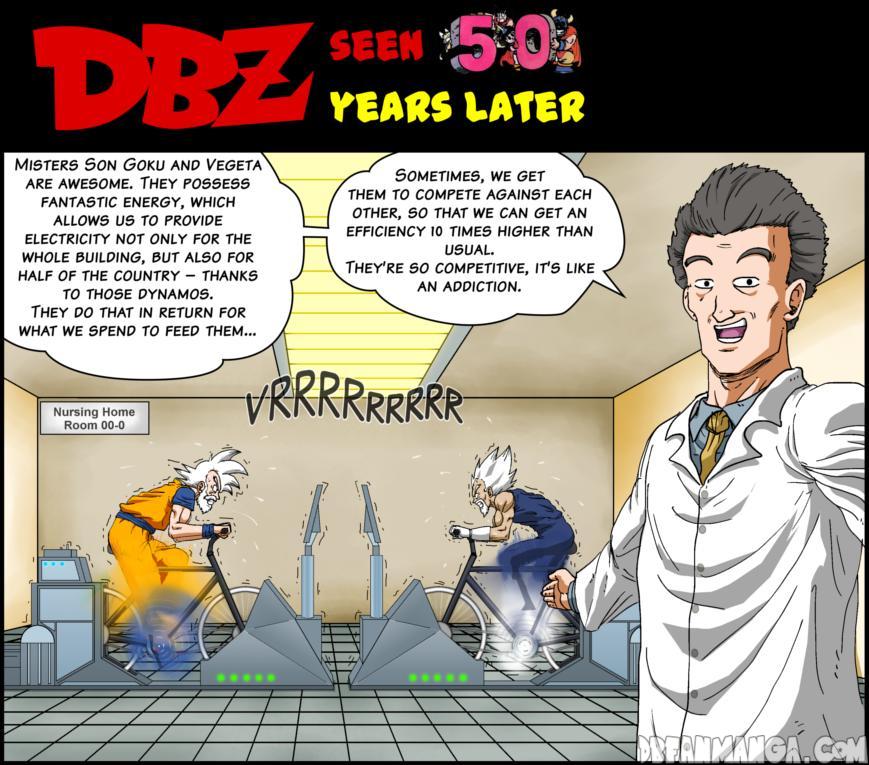 DBZ SEEN 50
YEARS LATER
MISTERS SON GOKU AND VEGETA
ARE AWESOME. THEY POSSESS
FANTASTIC ENERGY, WHICH
ALLOWS US TO PROVIDE
ELECTRICITY NOT ONLY FOR THE
WHOLE BUILDING, BUT ALSO FOR
HALF OF THE COUNTRY – THANKS
TO THOSE DYNAMOS.
THEY DO THAT IN RETURN FOR
WHAT WE SPEND TO FEED THEM...
SOMETIMES, WE GET
THEM TO COMPETE AGAINST EACH
OTHER, SO THAT WE CAN GET AN
EFFICIENCY 10 TIMES HIGHER THAN
USUAL.
THEY'RE SO COMPETITIVE, IT'S LIKE
AN ADDICTION.
VRRRRRRRRR
Nursing Home
Room 00-0
DBFANMANGA.COM